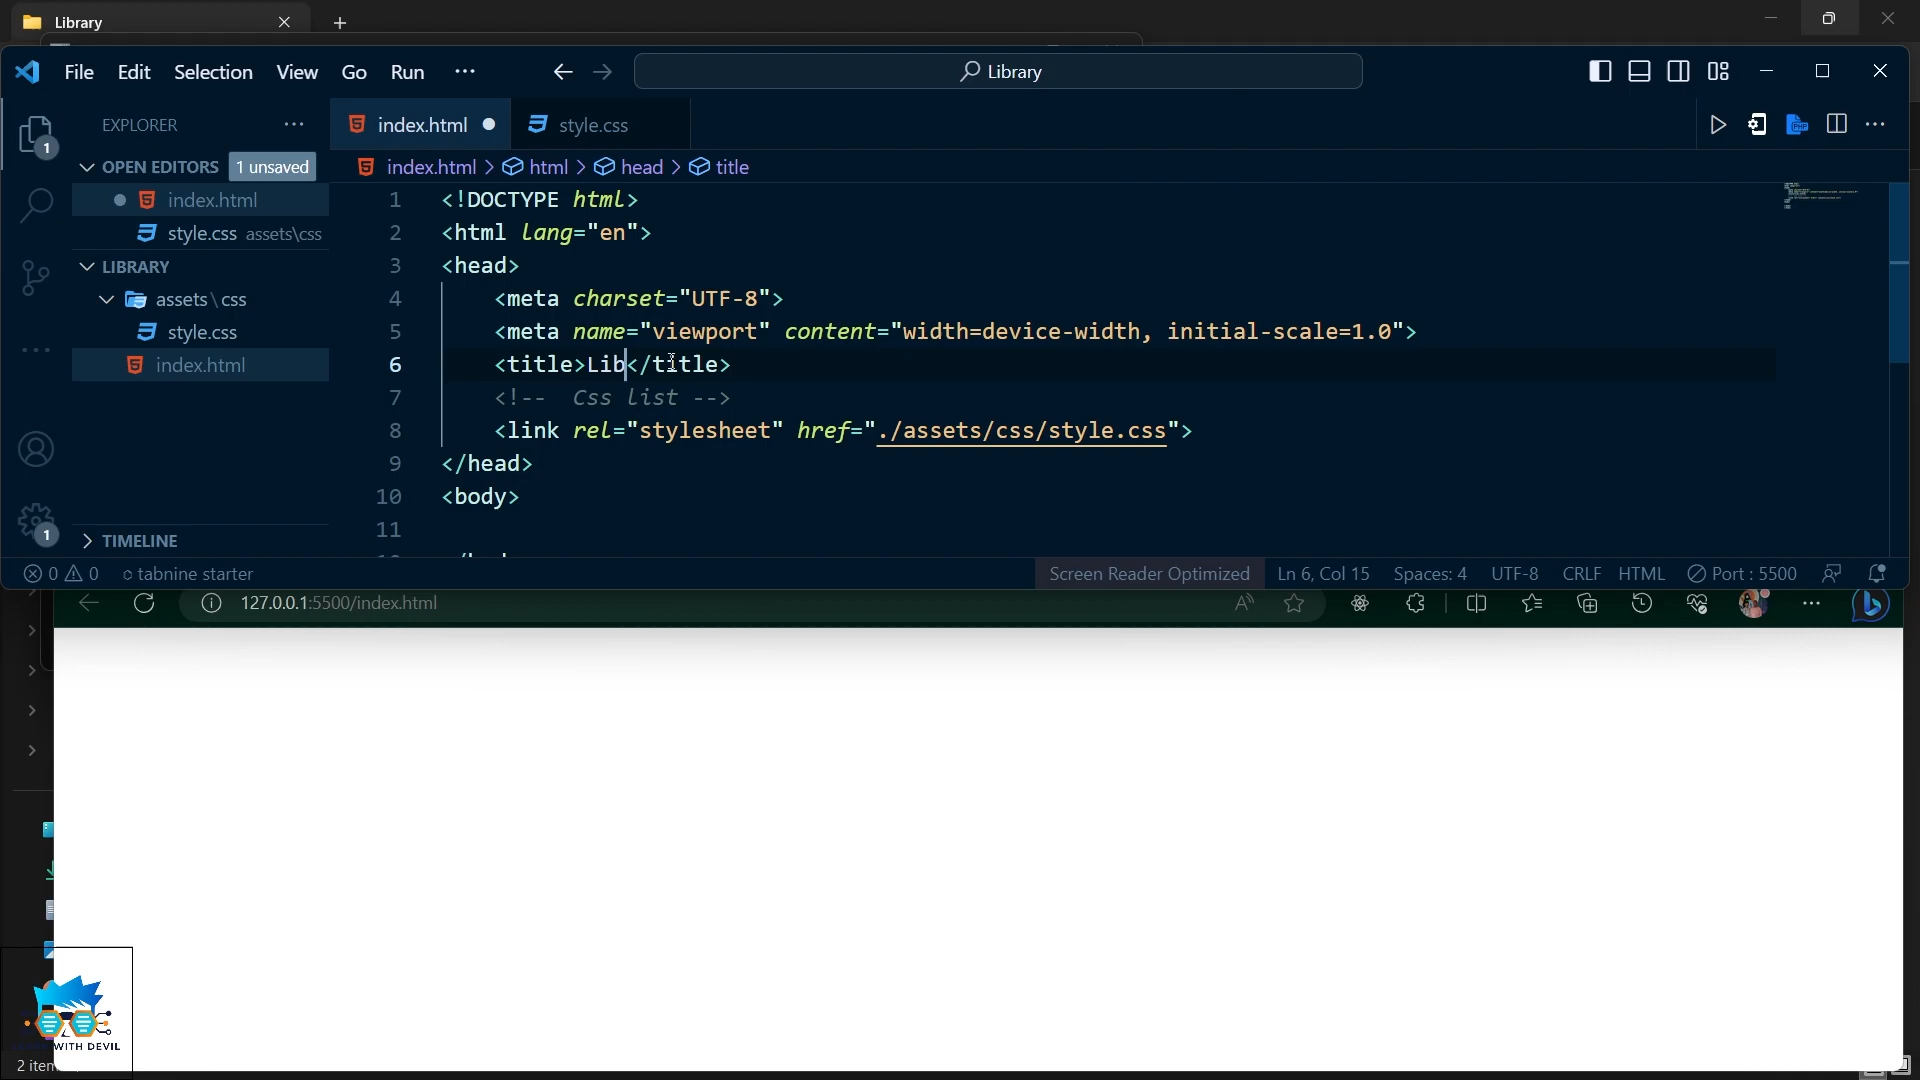 Library
File Edit Selection View Go Run
Library
EXPLORER
index.html
style.css
OPEN EDITORS 1 unsaved
index.html > html > head > title
index.html
style.css assets\css
LIBRARY
assets\css
style.css
index.html
TIMELINE
1 <!DOCTYPE html>
2 <html lang="en">
3 <head>
4 <meta charset="UTF-8">
5 <meta name="viewport" content="width=device-width, initial-scale=1.0">
6 <title>Lib</title>
7 <!-- Css list -->
8 <link rel="stylesheet" href="./assets/css/style.css">
9 </head>
10 <body>
11
1
1
0 0 tabnine starter
Screen Reader Optimized Ln 6, Col 15 Spaces: 4 UTF-8 CRLF HTML Port : 5500
127.0.0.1:5500/index.html
WITH DEVIL